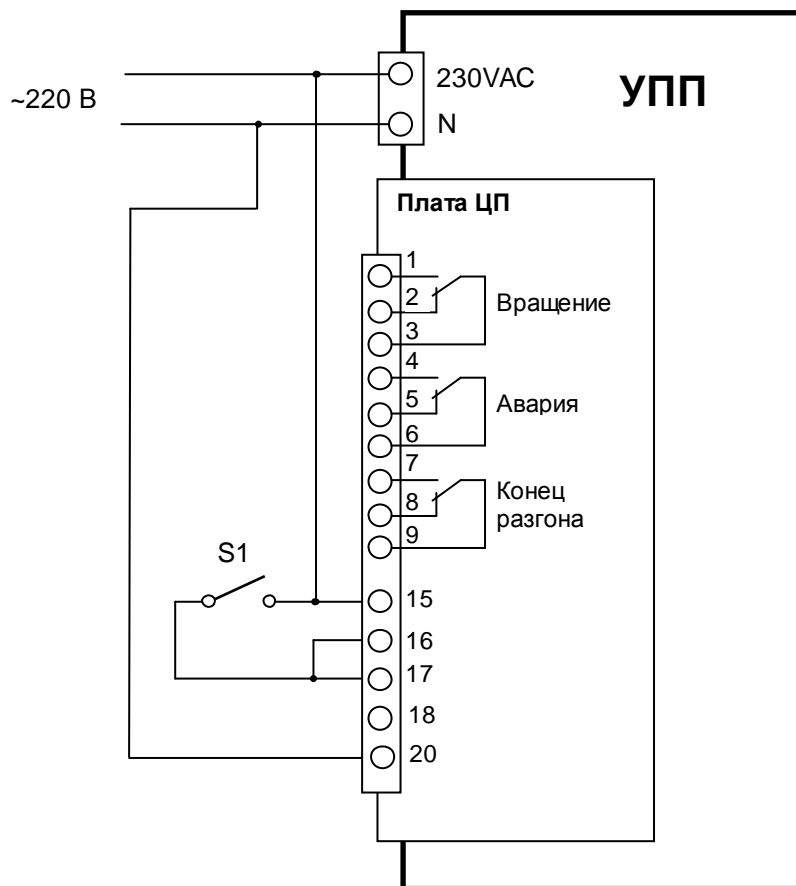 ~220 В
230VAC
N
УПП
Плата ЦП
1
2
3
Вращение
4
5
6
Авария
7
8
9
Конец
разгона
S1
15
16
17
18
20